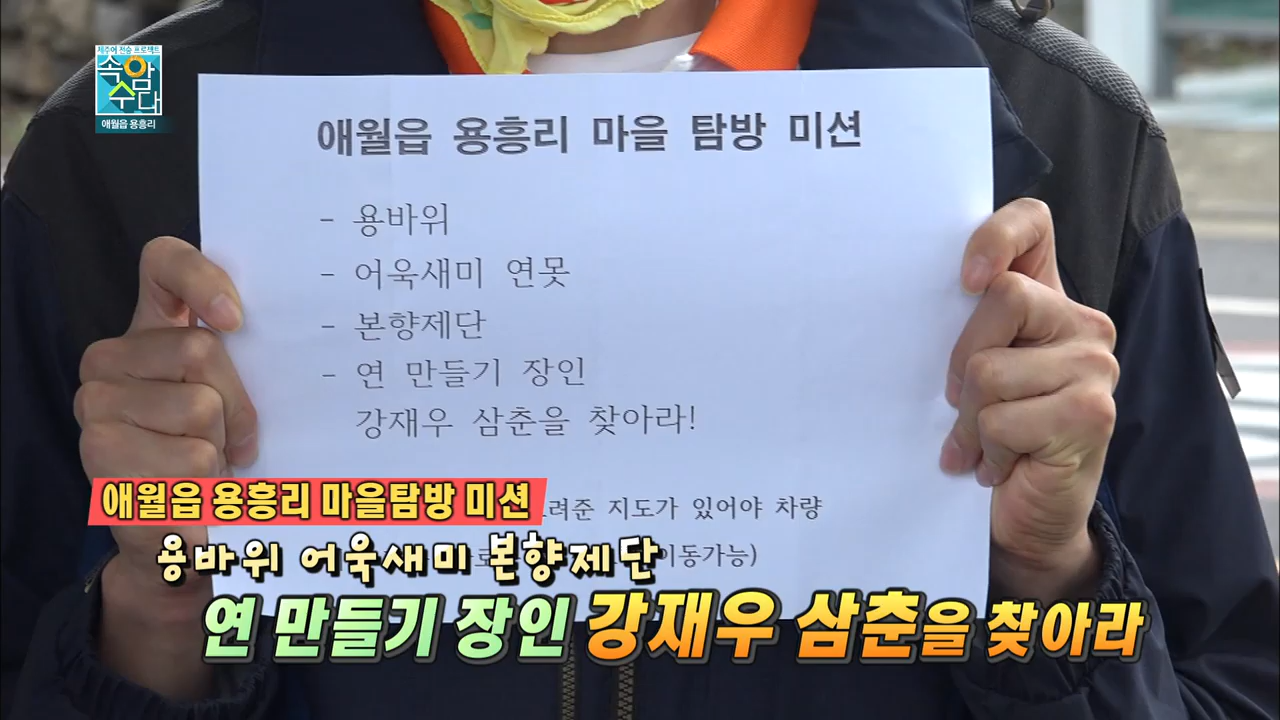 제주어 전승 프로젝트
속암수다
애월읍 용흥리
애월읍 용흥리 마을 탐방 미션
- 용바위
- 어욱새미 연못
- 본향제단
- 연 만들기 장인
강재우 삼춘을 찾아라!
지도가 있어야 차량
이동가능)
애월읍 용흥리 마을탐방 미션
용바위 어욱새미 본향제단
연 만들기 장인 강재우 삼춘을 찾아라